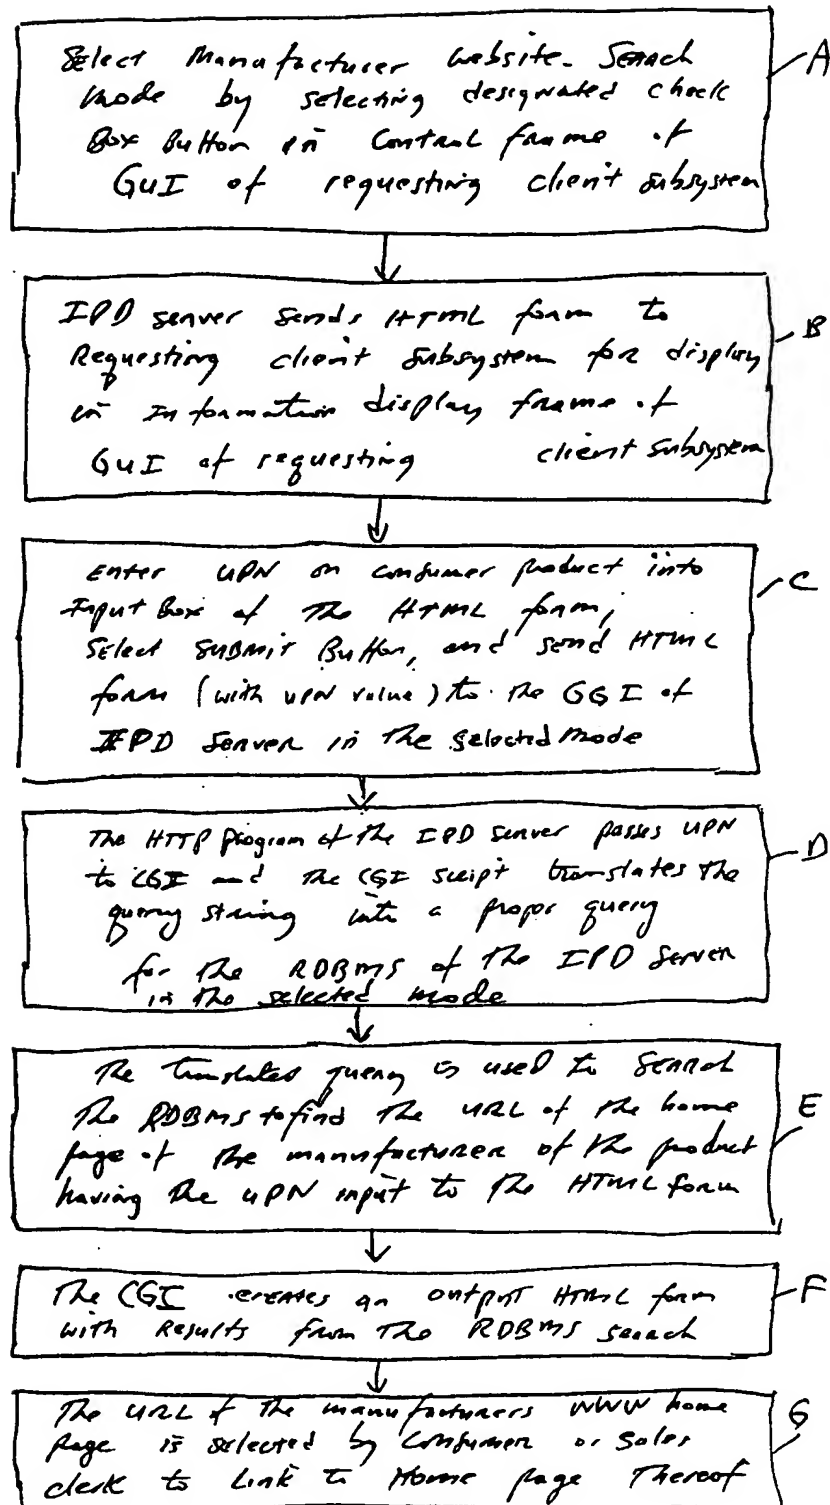 Select Manufacturer Website-Search A
Mode by selecting designated check
Box Button in Control frame of
GUI of requesting client subsystem
IPD server sends HTML form to
Requesting client subsystem for display B
in Information display frame of
GUI of requesting client subsystem
Enter UPN on consumer product into C
Input Box of the HTML form,
Select SUBMIT Button, and send HTML
form (with UPN value) to the GGI of
IPD Server in the selected mode
The HTTP program of the IPD server passes UPN
to CGI and the CGI script translates the D
query string into a proper query
for the RDBMS of the IPD Server
in the selected mode
The translated query is used to Search
the RDBMS to find the URL of the home E
page of the manufacturer of the product
having the UPN input to the HTML form
The CGI creates an output HTML form F
with Results from the RDBMS search
The URL of the manufacturers WWW home G
Page is selected by Consumer or Sales
clerk to Link to Home page Thereof